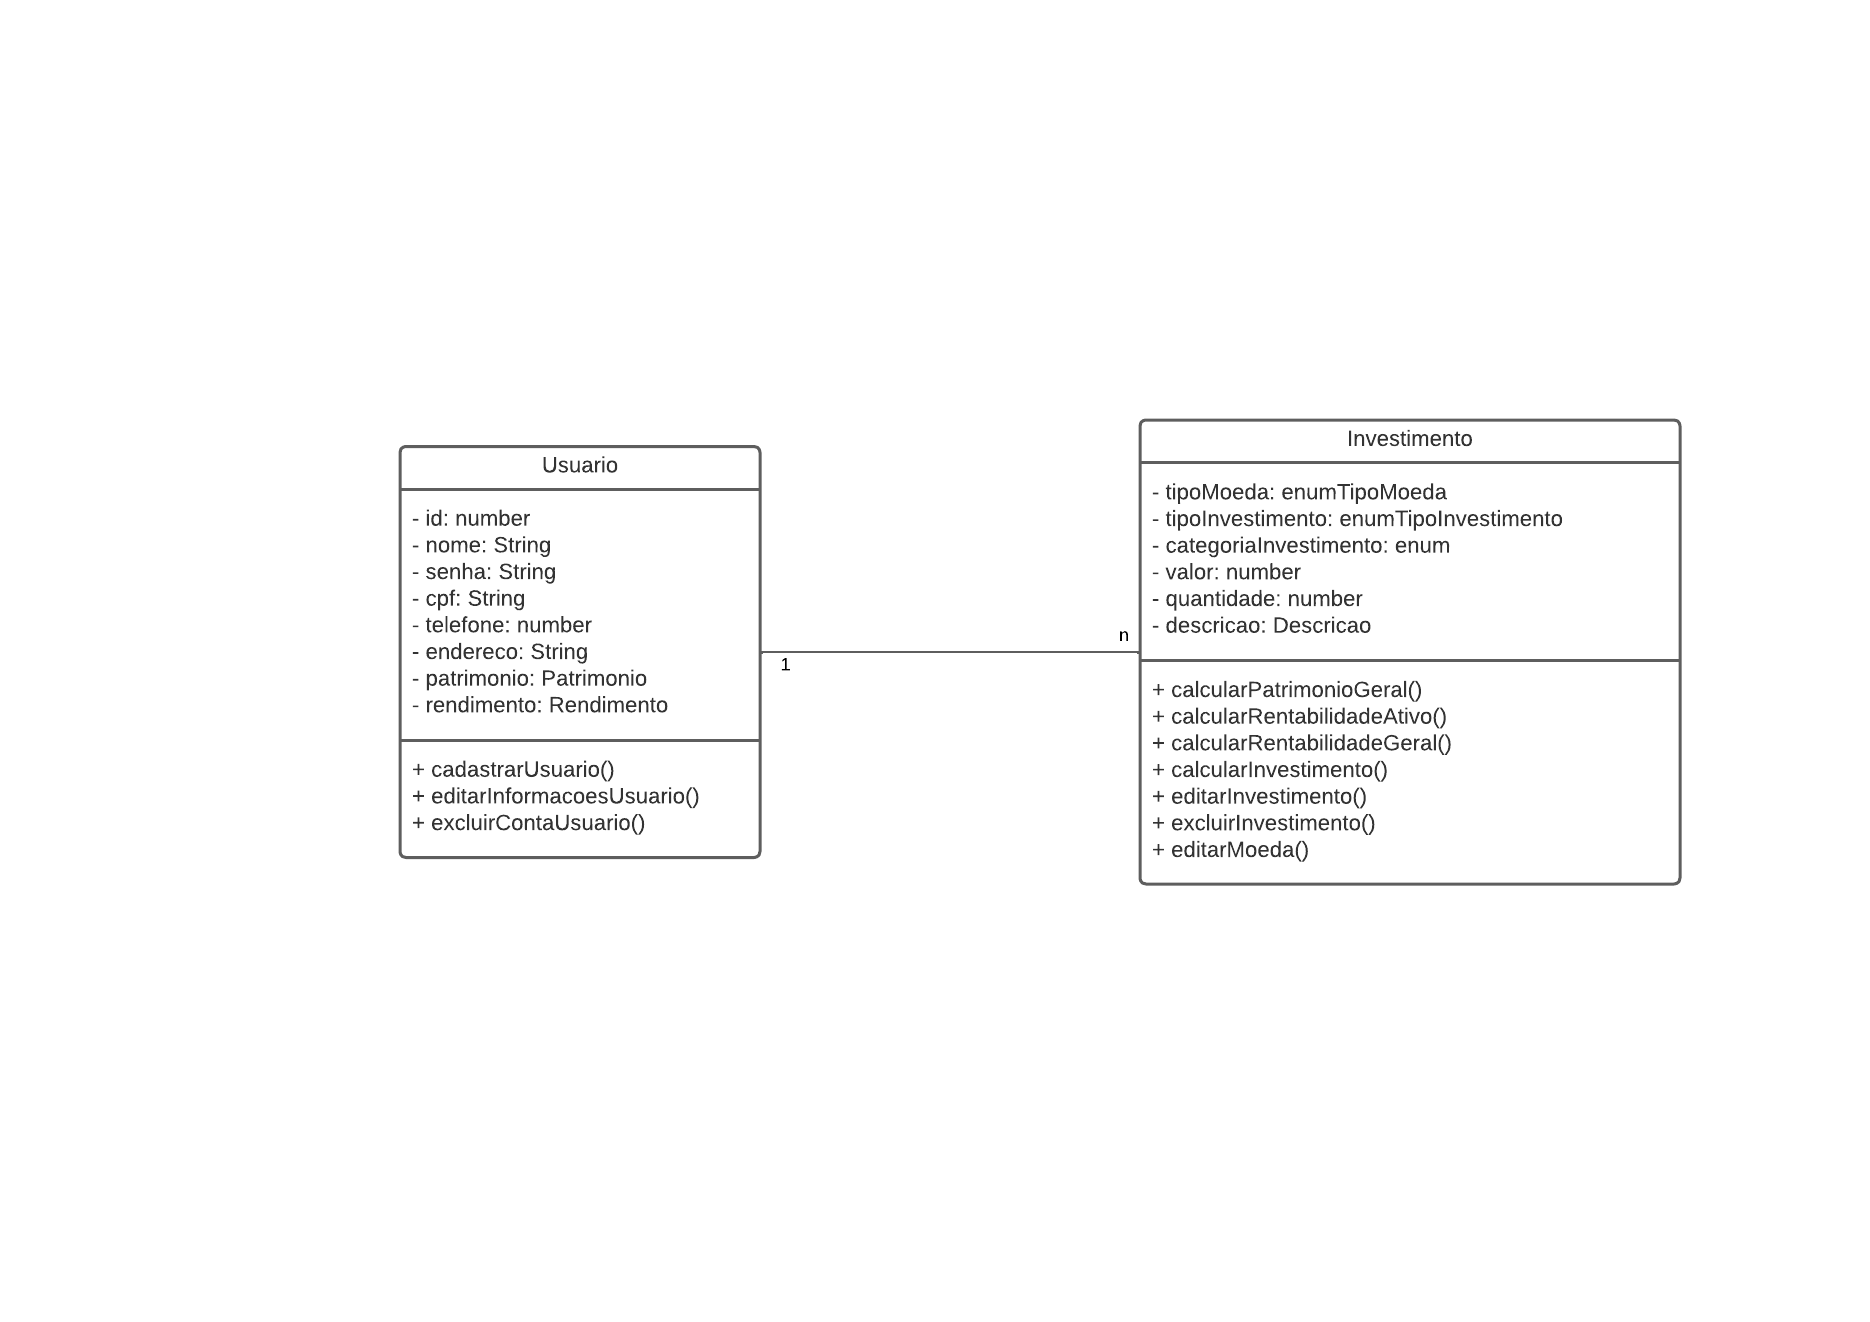 Usuario
- id: number
- nome: String
- senha: String
- cpf: String
- telefone: number
- endereco: String
- patrimonio: Patrimonio
- rendimento: Rendimento
+ cadastrarUsuario()
+ editarInformacoesUsuario()
+ excluirContaUsuario()
1
n
Investimento
- tipoMoeda: enumTipoMoeda
- tipoInvestimento: enumTipoInvestimento
- categoriaInvestimento: enum
- valor: number
- quantidade: number
- descricao: Descricao
+ calcularPatrimonioGeral()
+ calcularRentabilidadeAtivo()
+ calcularRentabilidadeGeral()
+ calcularInvestimento()
+ editarInvestimento()
+ excluirInvestimento()
+ editarMoeda()